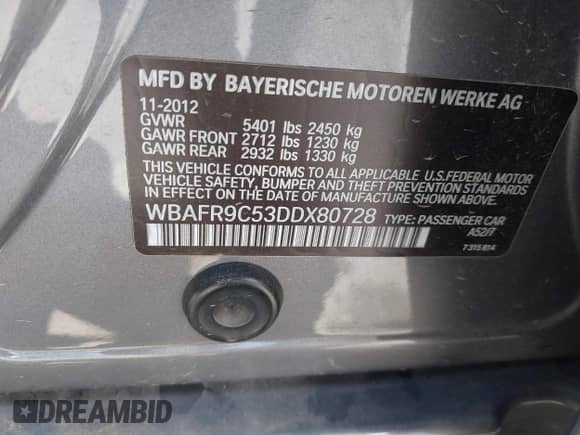 MFD BY BAYERISCHE MOTOREN WERKE AG
11-2012
GVWR 5401 lbs 2450 kg
GAWR FRONT 2712 lbs 1230 kg
GAWR REAR 2932 lbs 1330 kg
THIS VEHICLE CONFORMS TO ALL APPLICABLE U.S.FEDERAL MOTOR
VEHICLE SAFETY, BUMPER AND THEFT PREVENTION STANDARDS
IN EFFECT ON THE DATE OF MANUFACTURE SHOWN ABOVE.
WBAFR9C53DDX80728 TYPE: PASSENGER CAR
A52/7
7315814
DREAMBID